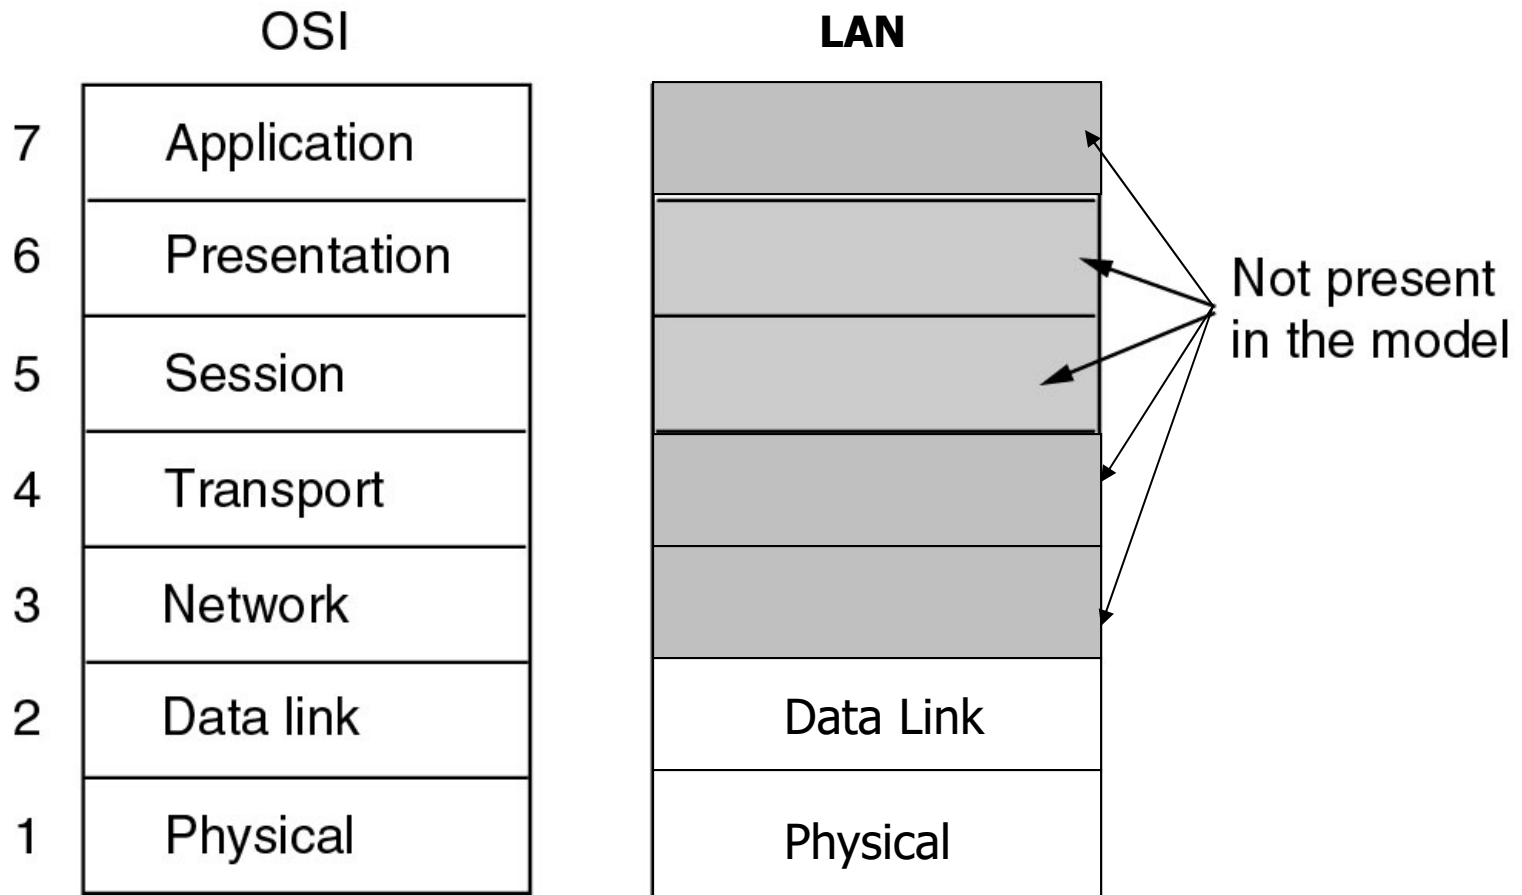 OSI
LAN
7 Application
6 Presentation
5 Session
4 Transport
3 Network
2 Data link
1 Physical
Data Link
Physical
Not present
in the model